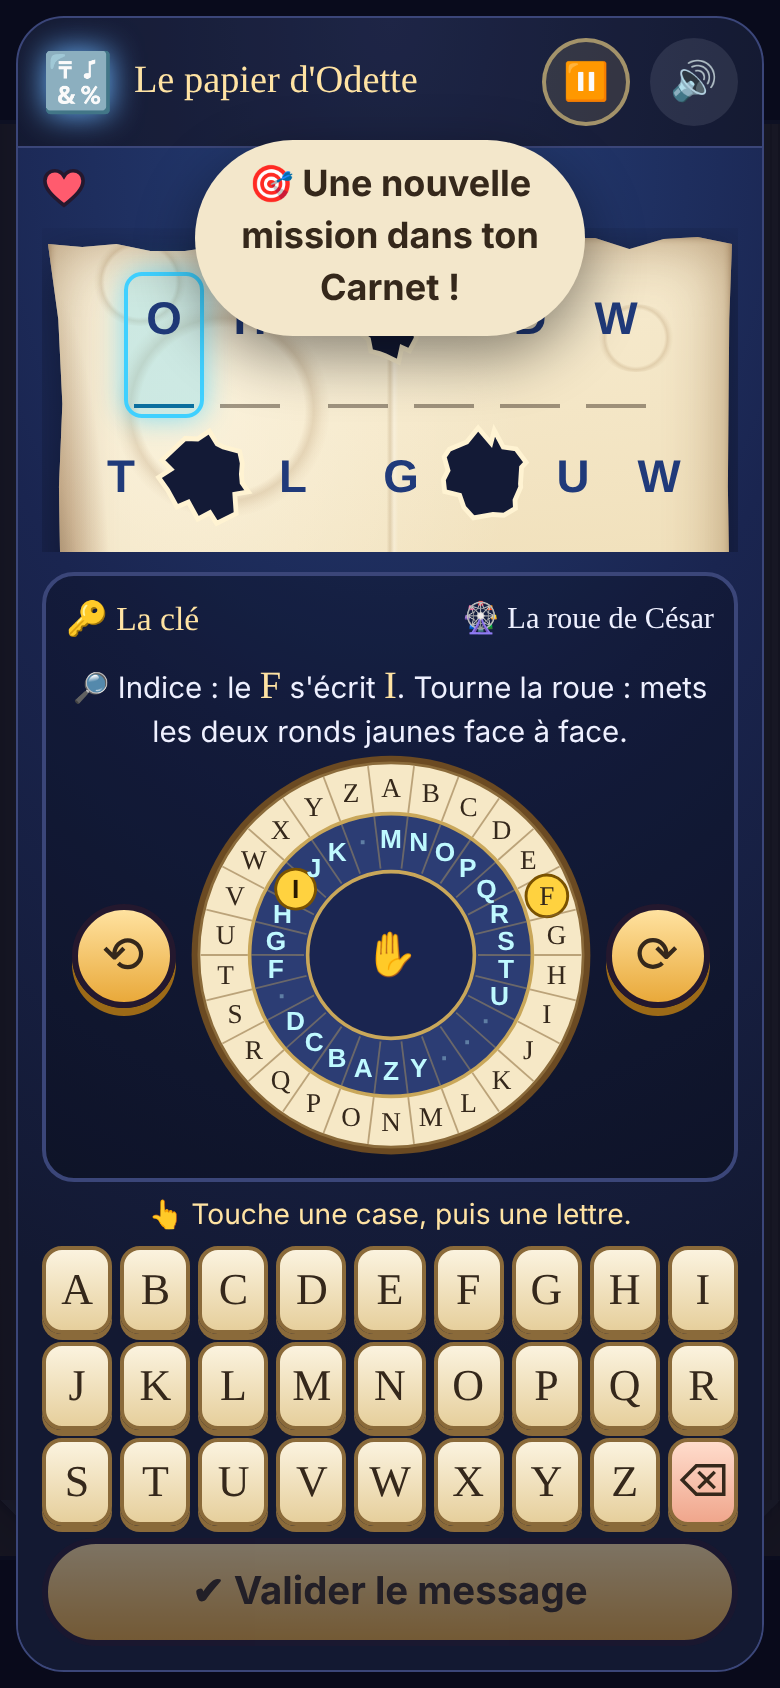 Le papier d'Odette
🎯 Une nouvelle
mission dans ton
Carnet !
O W
T L G U W
🔑 La clé
🎡 La roue de César
🔎 Indice : le F s'écrit I. Tourne la roue : mets
les deux ronds jaunes face à face.
A B C D E F G H I J K L M N O P Q R S T U V W X Y Z
M N O P Q R S T U Y Z A B C D F G H I J K
👆 Touche une case, puis une lettre.
A B C D E F G H I
J K L M N O P Q R
S T U V W X Y Z
✔ Valider le message